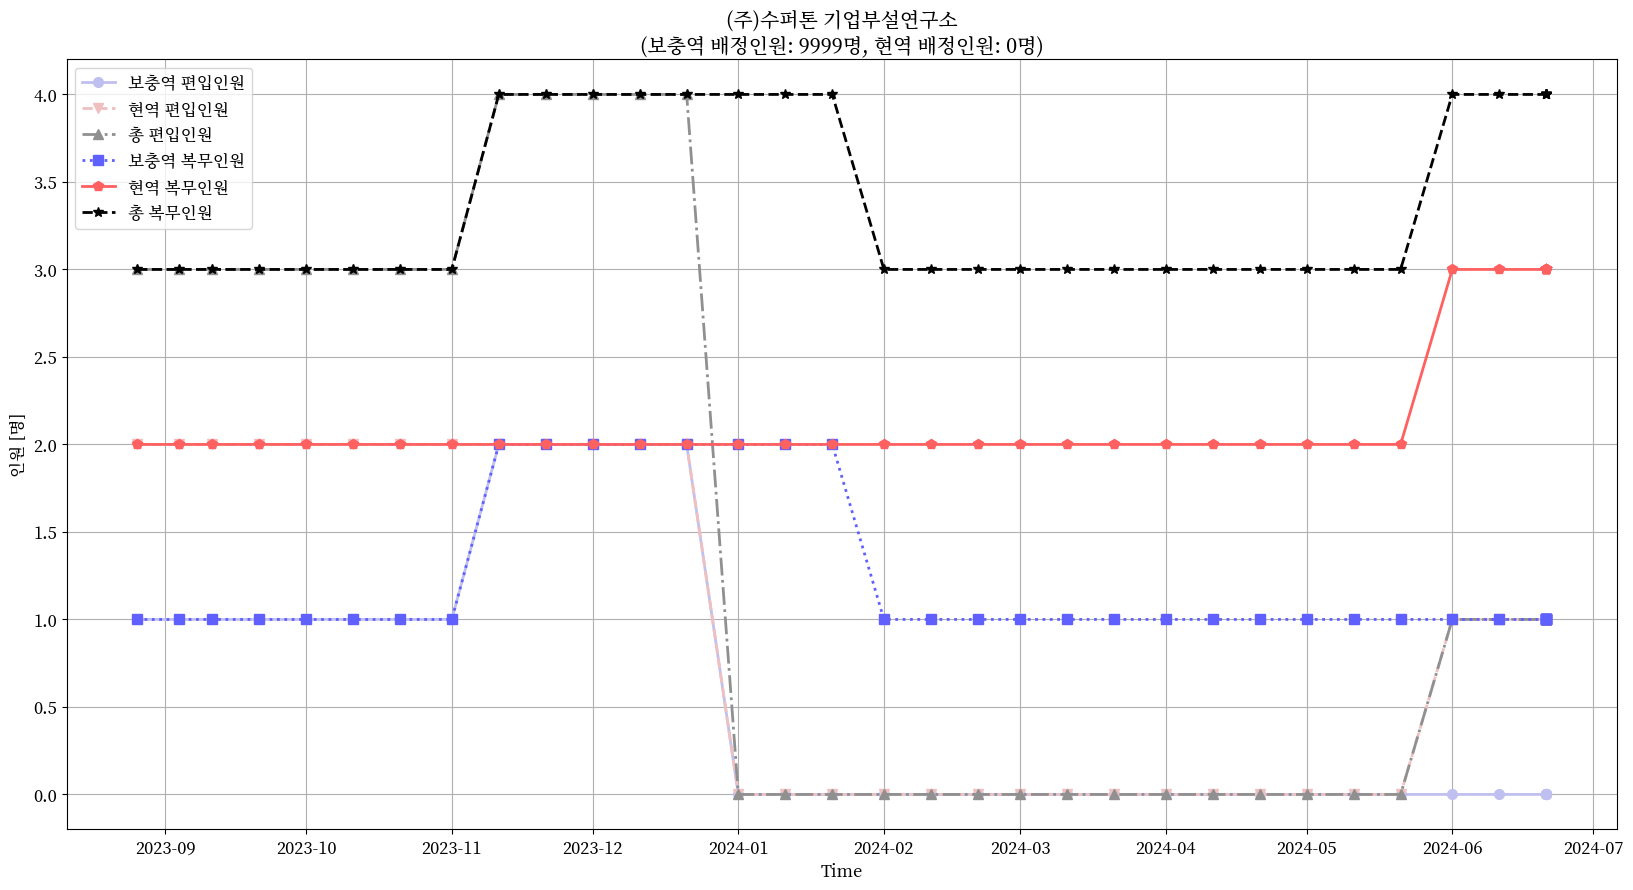 (주)수퍼톤 기업부설연구소
(보충역 배정인원: 9999명, 현역 배정인원: 0명)
보충역 편입인원
현역 편입인원
총 편입인원
보충역 복무인원
현역 복무인원
총 복무인원
4.0
3.5
3.0
2.5
2.0
1.5
1.0
0.5
0.0
인원 [명]
2023-09 2023-10 2023-11 2023-12 2024-01 2024-02 2024-03 2024-04 2024-05 2024-06 2024-07
Time